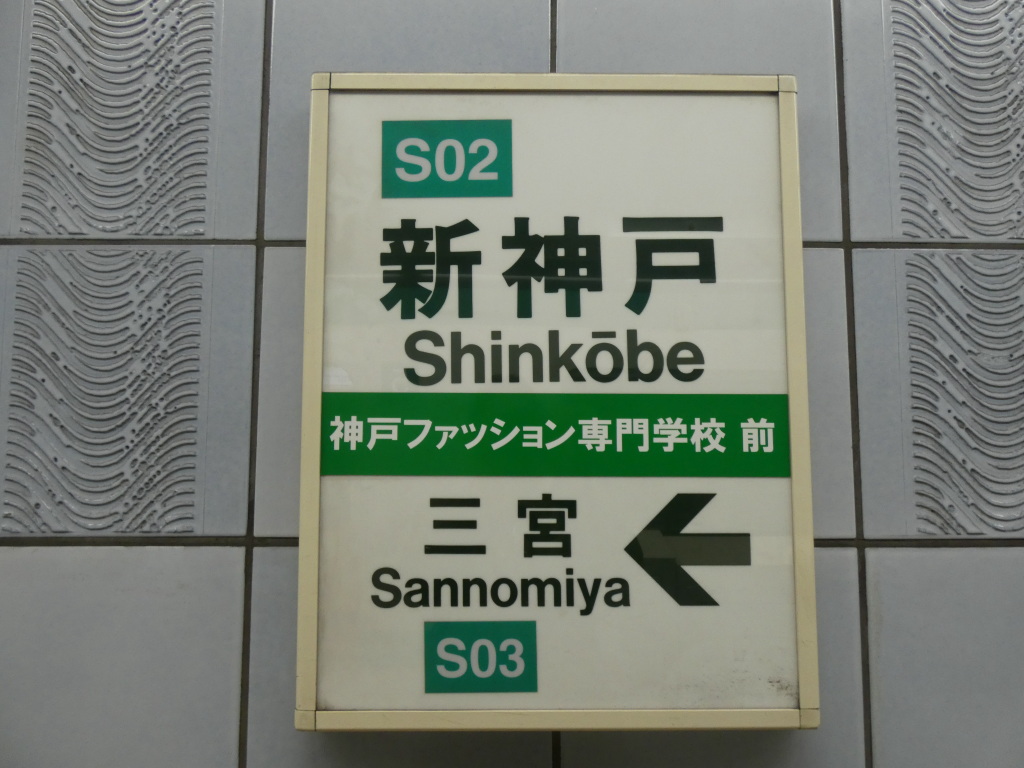 S02
新神戸
Shinkōbe
神戸ファッション専門学校 前
三宮
Sannomiya
S03